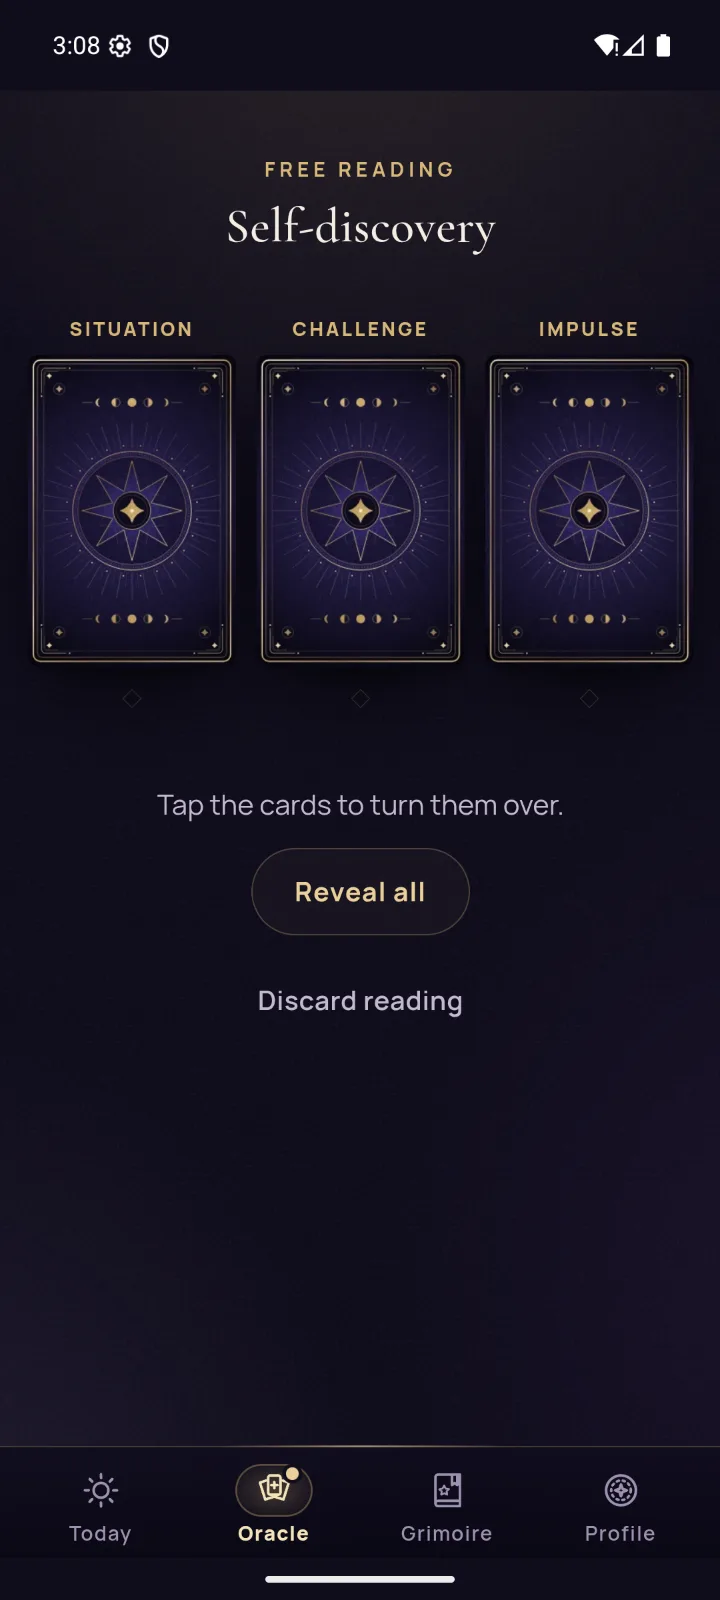 3:08
FREE READING
Self-discovery
SITUATION CHALLENGE IMPULSE
Tap the cards to turn them over.
Reveal all
Discard reading
Today Oracle Grimoire Profile